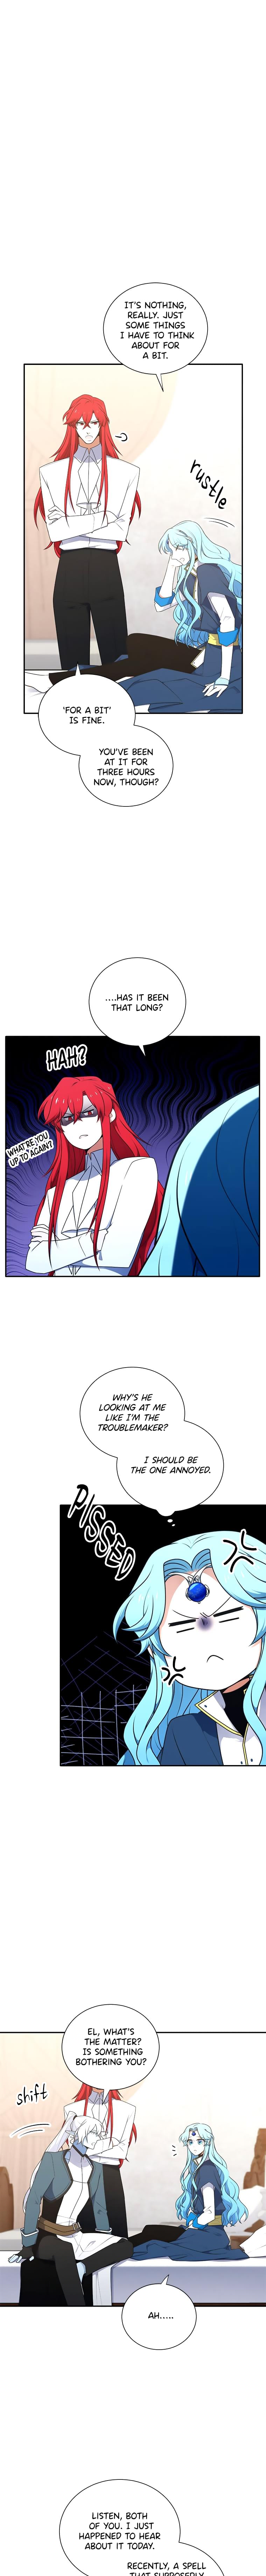 IT'S NOTHING,
REALLY. JUST
SOME THINGS
I HAVE TO THINK
ABOUT FOR
A BIT.
rustle
'FOR A BIT'
IS FINE.
YOU'VE BEEN
AT IT FOR
THREE HOURS
NOW, THOUGH?
....HAS IT BEEN
THAT LONG?
HAH?
WHAT'RE YOU
UP TO AGAIN?
WHY'S HE
LOOKING AT ME
LIKE I'M THE
TROUBLEMAKER?
I SHOULD BE
THE ONE ANNOYED.
PISSED
EL, WHAT'S
THE MATTER?
IS SOMETHING
BOTHERING YOU?
shift
AH.....
LISTEN, BOTH
OF YOU. I JUST
HAPPENED TO HEAR
ABOUT IT TODAY.
RECENTLY, A SPELL
THAT SUPPOSEDLY